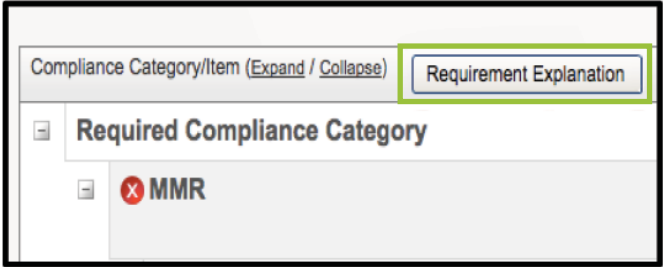 Compliance Category/Item (Expand / Collapse) Requirement Explanation
Required Compliance Category
MMR